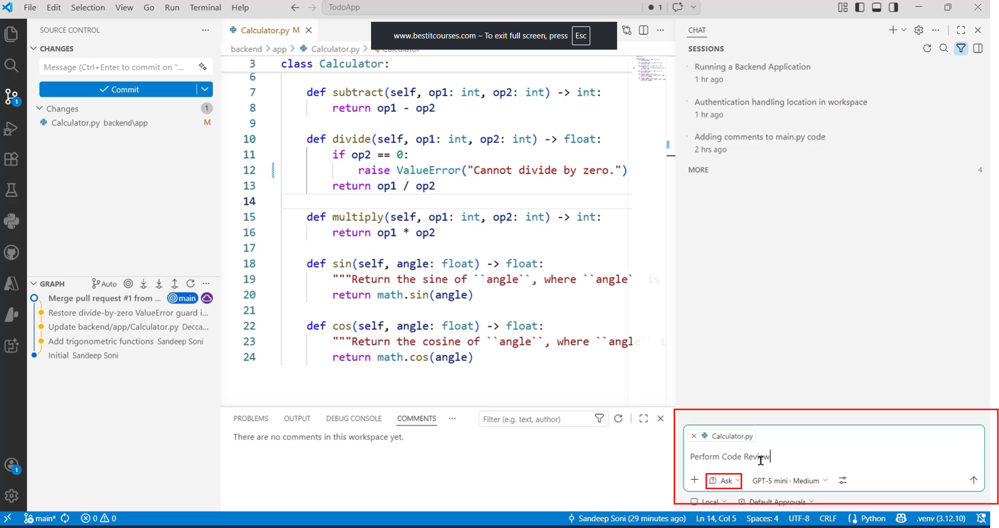 File Edit Selection View Go Run Terminal Help
TodoApp
1
SOURCE CONTROL
CHANGES
Message (Ctrl+Enter to commit on "...
Commit
Changes 1
Calculator.py backend\app M
1
GRAPH Auto
Merge pull request #1 from ... main
Restore divide-by-zero ValueError guard i...
Update backend/app/Calculator.py Decca...
Add trigonometric functions Sandeep Soni
Initial Sandeep Soni
1
Calculator.py M
www.bestitcourses.com – To exit full screen, press Esc
backend > app > Calculator.py > Calculator
3 class Calculator:
6
7 def subtract(self, op1: int, op2: int) -> int:
8 return op1 - op2
9
10 def divide(self, op1: int, op2: int) -> float:
11 if op2 == 0:
12 raise ValueError("Cannot divide by zero.")
13 return op1 / op2
14
15 def multiply(self, op1: int, op2: int) -> int:
16 return op1 * op2
17
18 def sin(self, angle: float) -> float:
19 """Return the sine of ``angle``, where ``angle`` is
20 return math.sin(angle)
21
22 def cos(self, angle: float) -> float:
23 """Return the cosine of ``angle``, where ``angle`` i
24 return math.cos(angle)
PROBLEMS OUTPUT DEBUG CONSOLE COMMENTS
Filter (e.g. text, author)
There are no comments in this workspace yet.
CHAT
SESSIONS
Running a Backend Application
1 hr ago
Authentication handling location in workspace
1 hr ago
Adding comments to main.py code
2 hrs ago
MORE 4
Calculator.py
Perform Code Review
Ask GPT-5 mini · Medium
Local Default Approvals
main* 0 0 Sandeep Soni (29 minutes ago) Ln 14, Col 5 Spaces: 4 UTF-8 CRLF {} Python .venv (3.12.10)